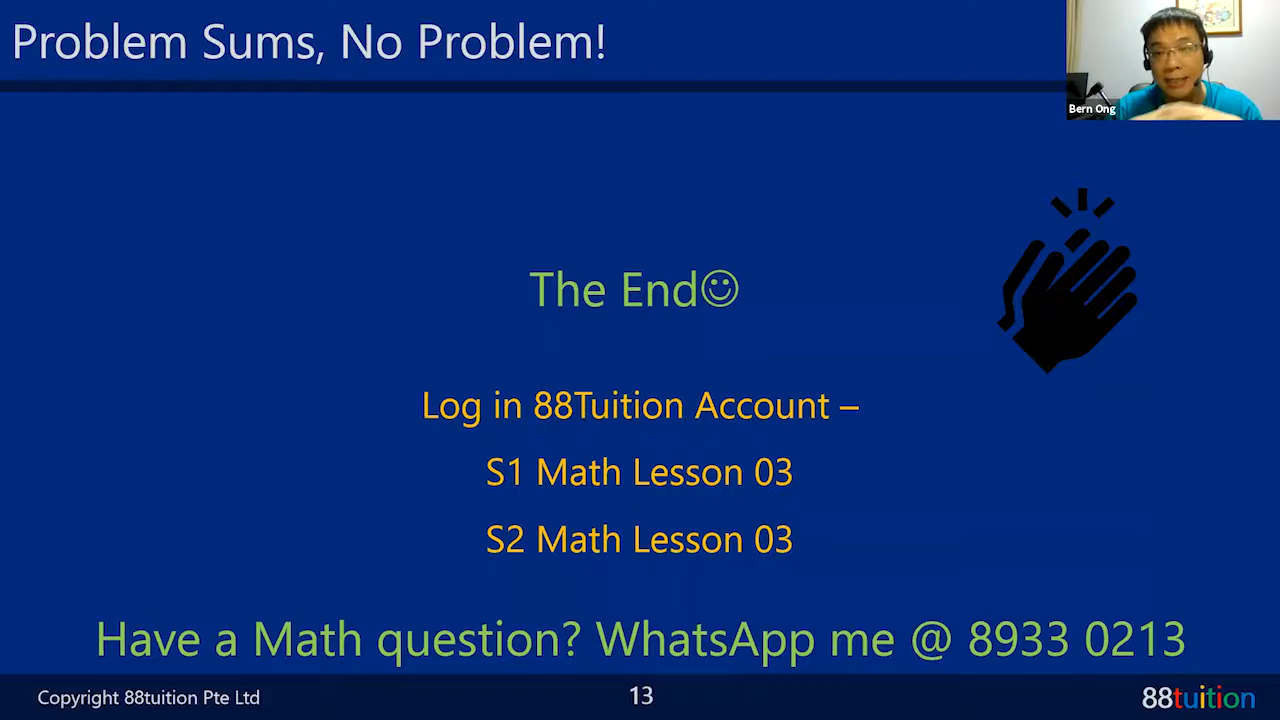 Problem Sums, No Problem!
Bern Ong
The End☺
Log in 88Tuition Account –
S1 Math Lesson 03
S2 Math Lesson 03
Have a Math question? WhatsApp me @ 8933 0213
Copyright 88tuition Pte Ltd
13
88tuition